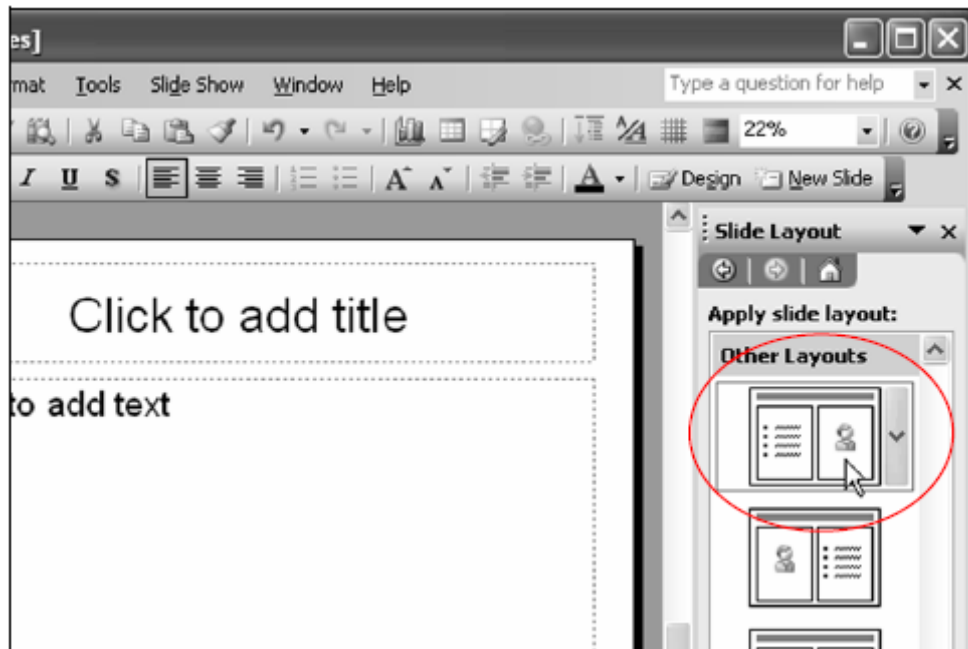 es]
rmat Tools Slide Show Window Help Type a question for help
22%
I U S A A A Design New Slide
Slide Layout
Click to add title
Apply slide layout:
Other Layouts
to add text